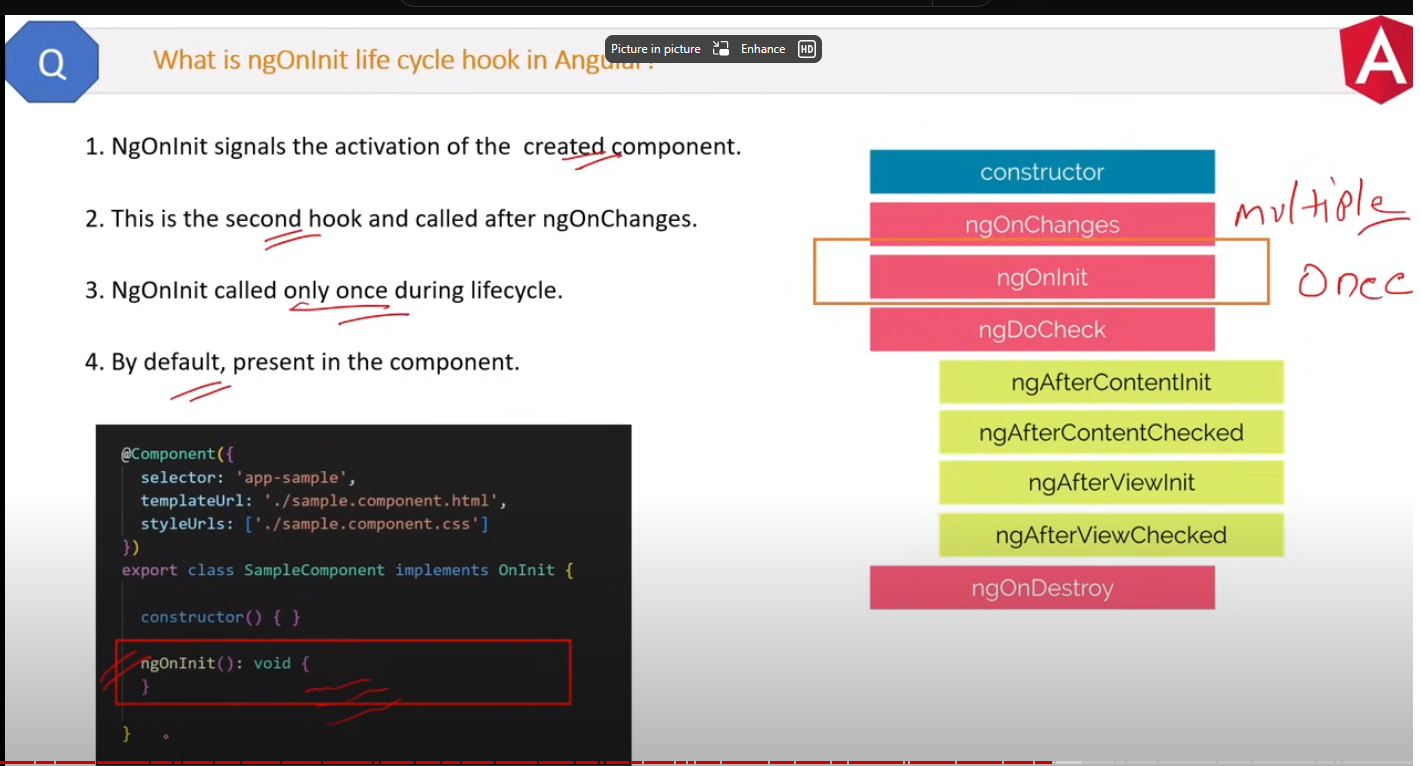 Q
What is ngOnInit life cycle hook in Angular?
Picture in picture Enhance HD
A
1. NgOnInit signals the activation of the created component.
2. This is the second hook and called after ngOnChanges.
3. NgOnInit called only once during lifecycle.
4. By default, present in the component.
@Component({
selector: 'app-sample',
templateUrl: './sample.component.html',
styleUrls: ['./sample.component.css']
})
export class SampleComponent implements OnInit {
constructor() { }
ngOnInit(): void {
}
}
constructor
ngOnChanges
multiple
ngOnInit
Once
ngDoCheck
ngAfterContentInit
ngAfterContentChecked
ngAfterViewInit
ngAfterViewChecked
ngOnDestroy